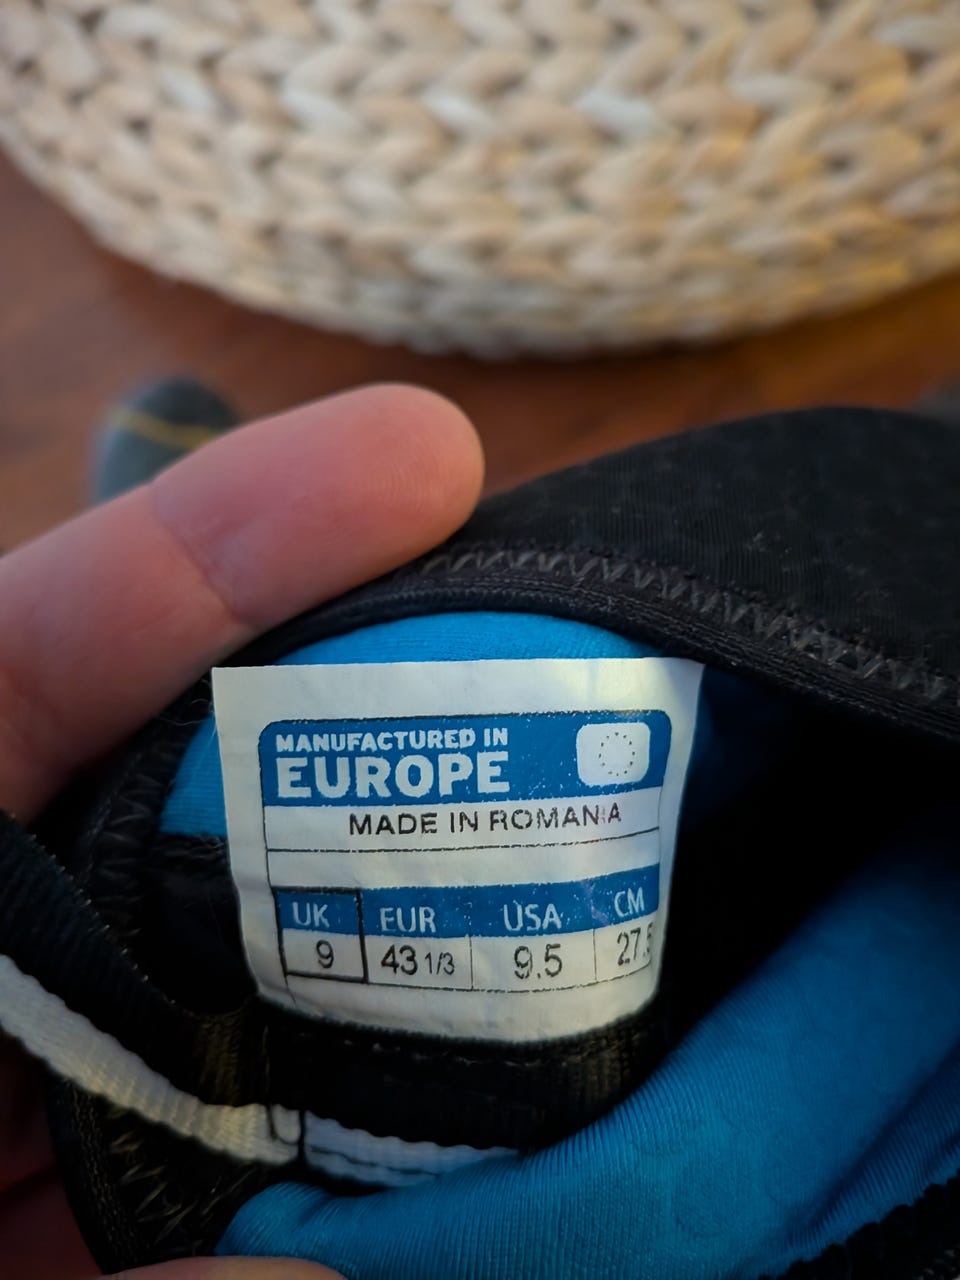 MANUFACTURED IN
EUROPE
MADE IN ROMANIA
UK EUR USA CM
9 43 1/3 9.5 27.5